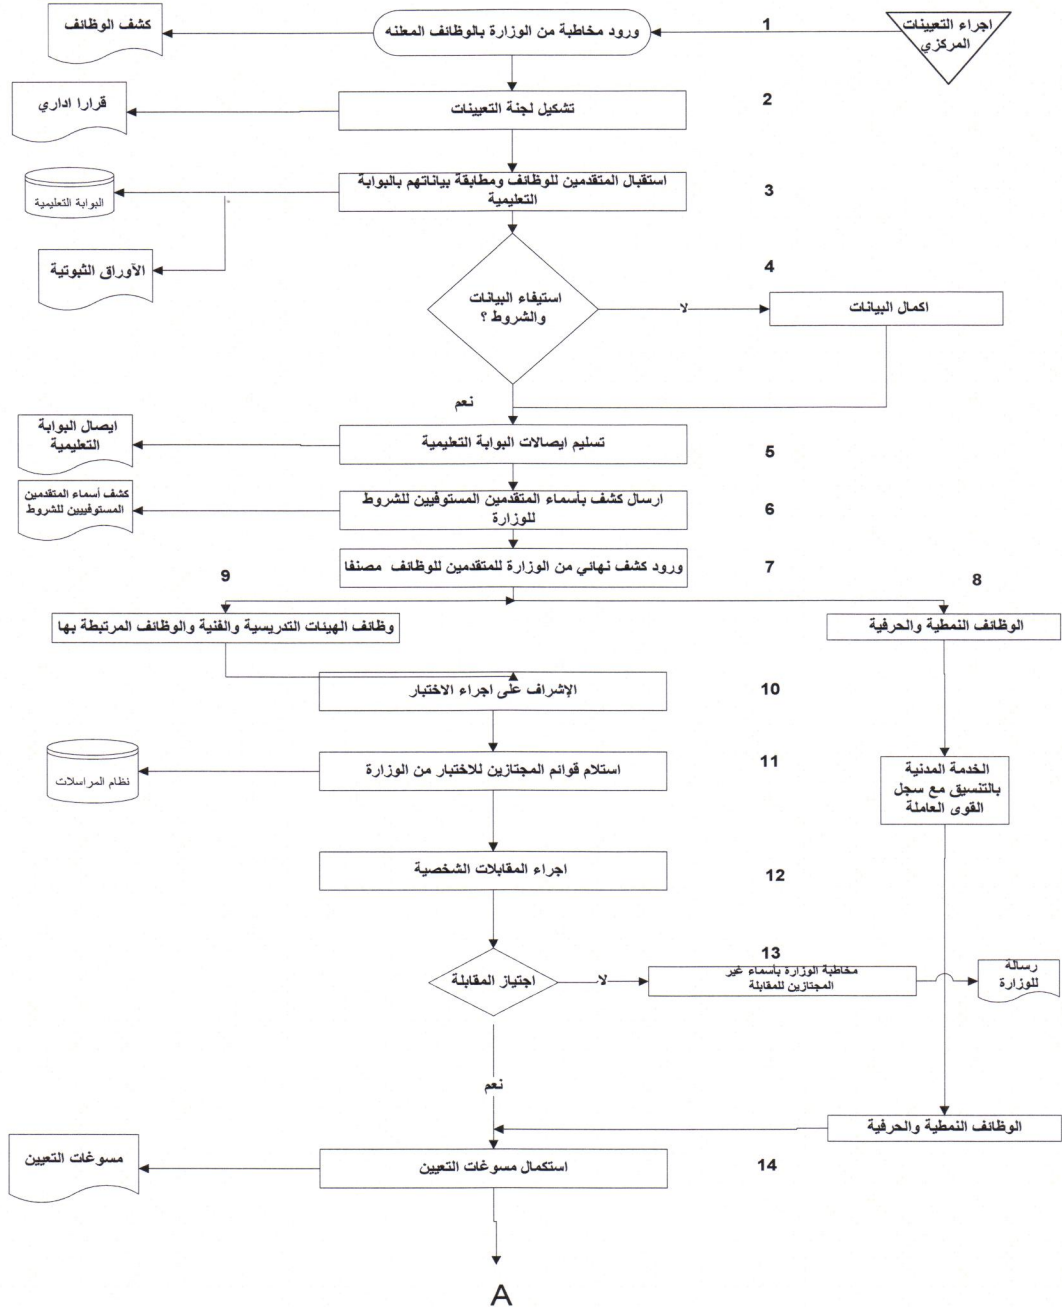 اجراء التعيينات
المركزي
1
ورود مخاطبة من الوزارة بالوظائف المعلنه
كشف الوظائف
2
تشكيل لجنة التعيينات
قرارا اداري
3
استقبال المتقدمين للوظائف ومطابقة بياناتهم بالبوابة
التعليمية
البوابة التعليمية
الأوراق الثبوتية
4
استيفاء البيانات
والشروط ؟
لا
اكمال البيانات
نعم
5
تسليم ايصالات البوابة التعليمية
ايصال البوابة
التعليمية
6
ارسال كشف بأسماء المتقدمين المستوفيين للشروط
للوزارة
كشف أسماء المتقدمين
المستوفيين للشروط
7
ورود كشف نهائي من الوزارة للمتقدمين للوظائف مصنفا
8
الوظائف النمطية والحرفية
9
وظائف الهيئات التدريسية والفنية والوظائف المرتبطة بها
10
الإشراف على اجراء الاختبار
11
استلام قوائم المجتازين للاختبار من الوزارة
نظام المراسلات
الخدمة المدنية
بالتنسيق مع سجل
القوى العاملة
12
اجراء المقابلات الشخصية
13
اجتياز المقابلة
لا
مخاطبة الوزارة بأسماء غير
المجتازين للمقابلة
رسالة
للوزارة
نعم
الوظائف النمطية والحرفية
14
استكمال مسوغات التعيين
مسوغات التعيين
A